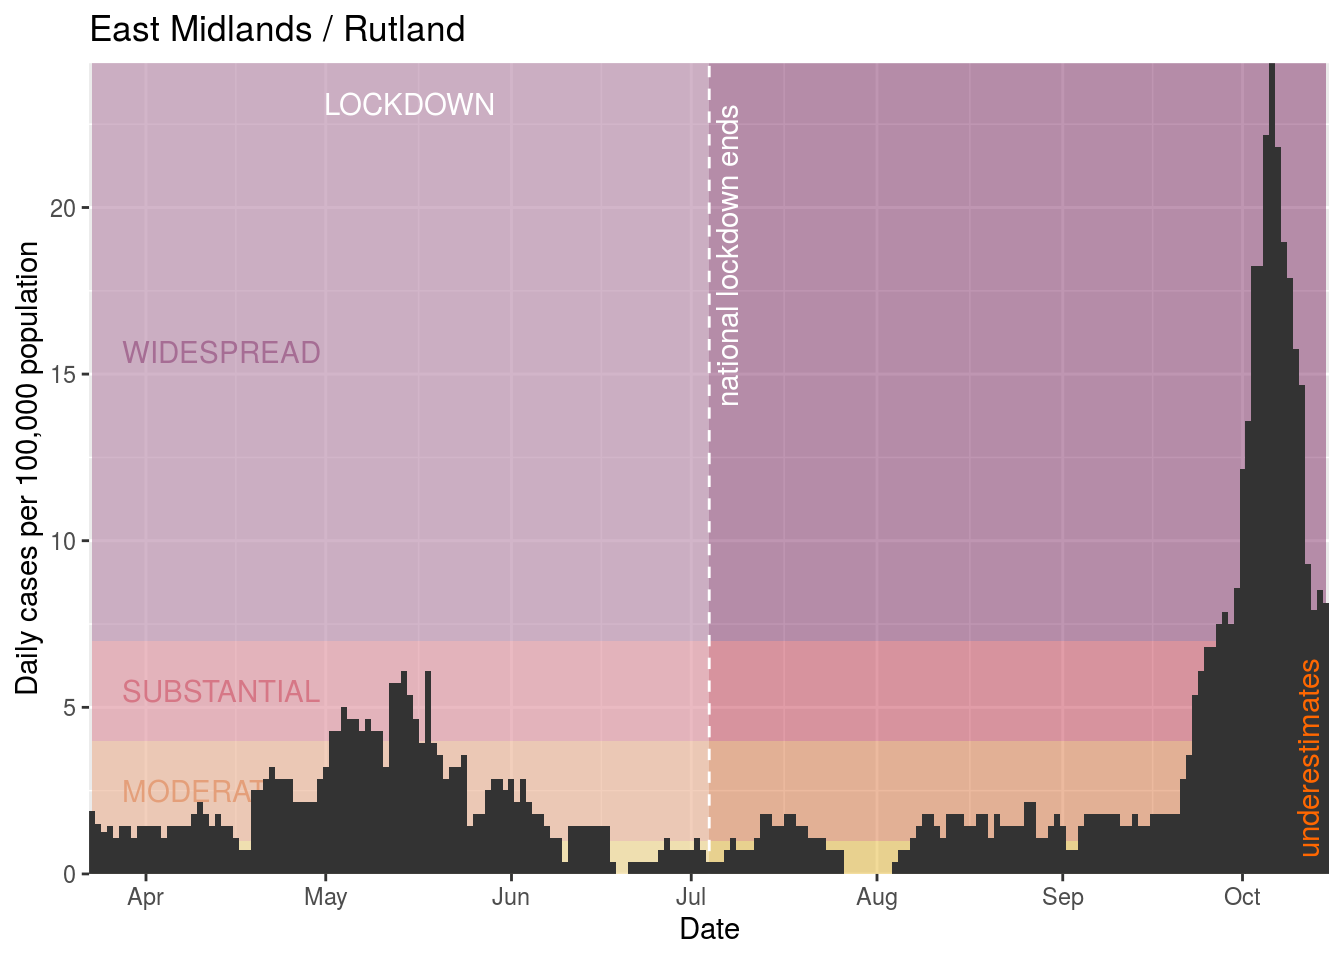 East Midlands / Rutland
LOCKDOWN
national lockdown ends
WIDESPREAD
SUBSTANTIAL
MODERAT
underestimates
Daily cases per 100,000 population
20
15
10
5
0
Apr May Jun Jul Aug Sep Oct
Date